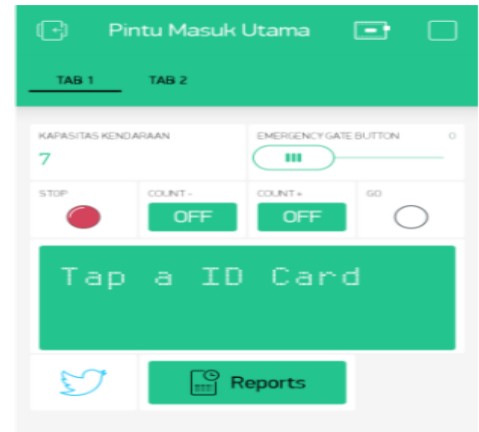 Pintu Masuk Utama
TAB 1 TAB 2
KAPASITAS KENDARAAN EMERGENCY GATE BUTTON 0
7
STOP COUNT - COUNT + GO
OFF OFF
Tap a ID Card
Reports